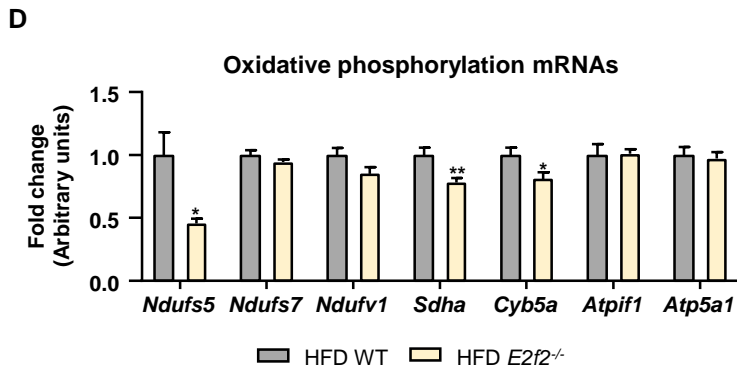 D
Oxidative phosphorylation mRNAs
Fold change
(Arbitrary units)
1.5
1.0
0.5
0.0
*
**
*
Ndufs5 Ndufs7 Ndufv1 Sdha Cyb5a Atpif1 Atp5a1
HFD WT HFD E2f2-/-